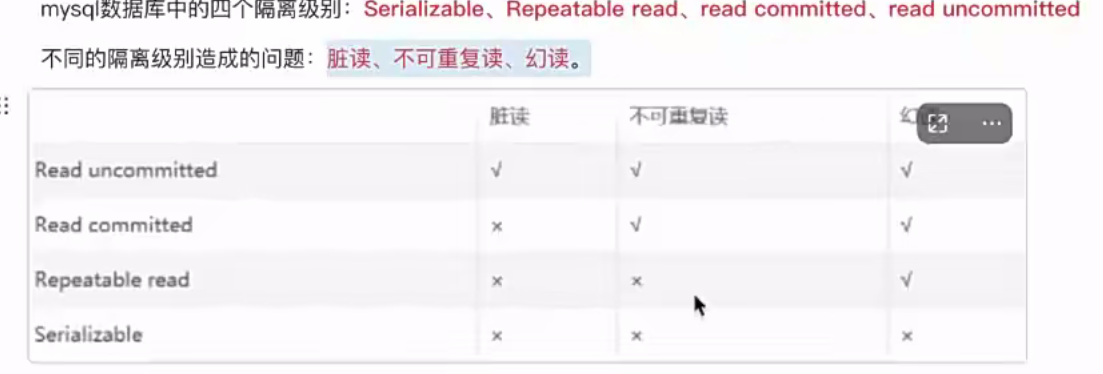 mysql数据库中的四个隔离级别：Serializable、Repeatable read、read committed、read uncommitted
不同的隔离级别造成的问题：脏读、不可重复读、幻读。
脏读 不可重复读 幻
Read uncommitted √ √ √
Read committed × √ √
Repeatable read × × √
Serializable × × ×